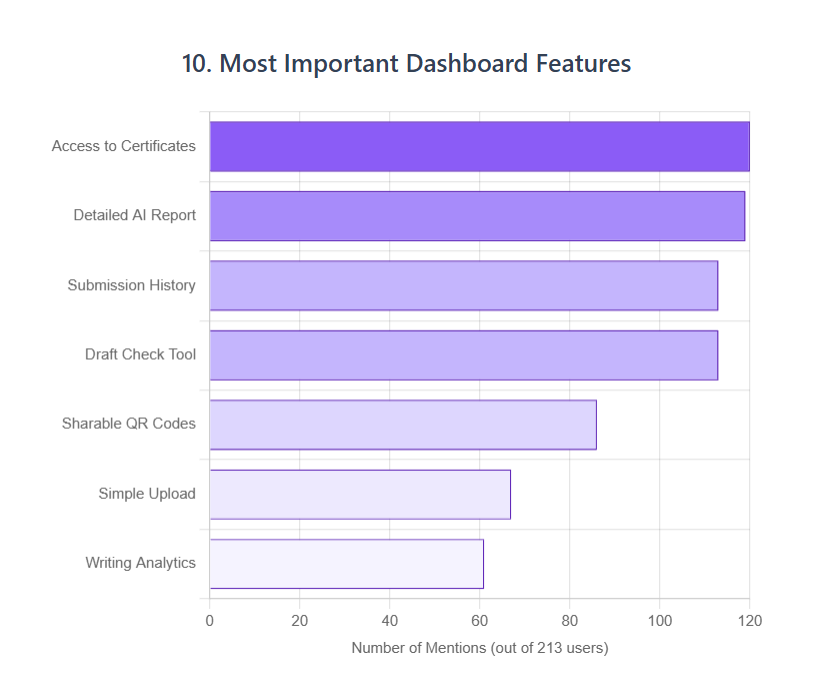 10. Most Important Dashboard Features
Access to Certificates
Detailed AI Report
Submission History
Draft Check Tool
Sharable QR Codes
Simple Upload
Writing Analytics
0 20 40 60 80 100 120
Number of Mentions (out of 213 users)